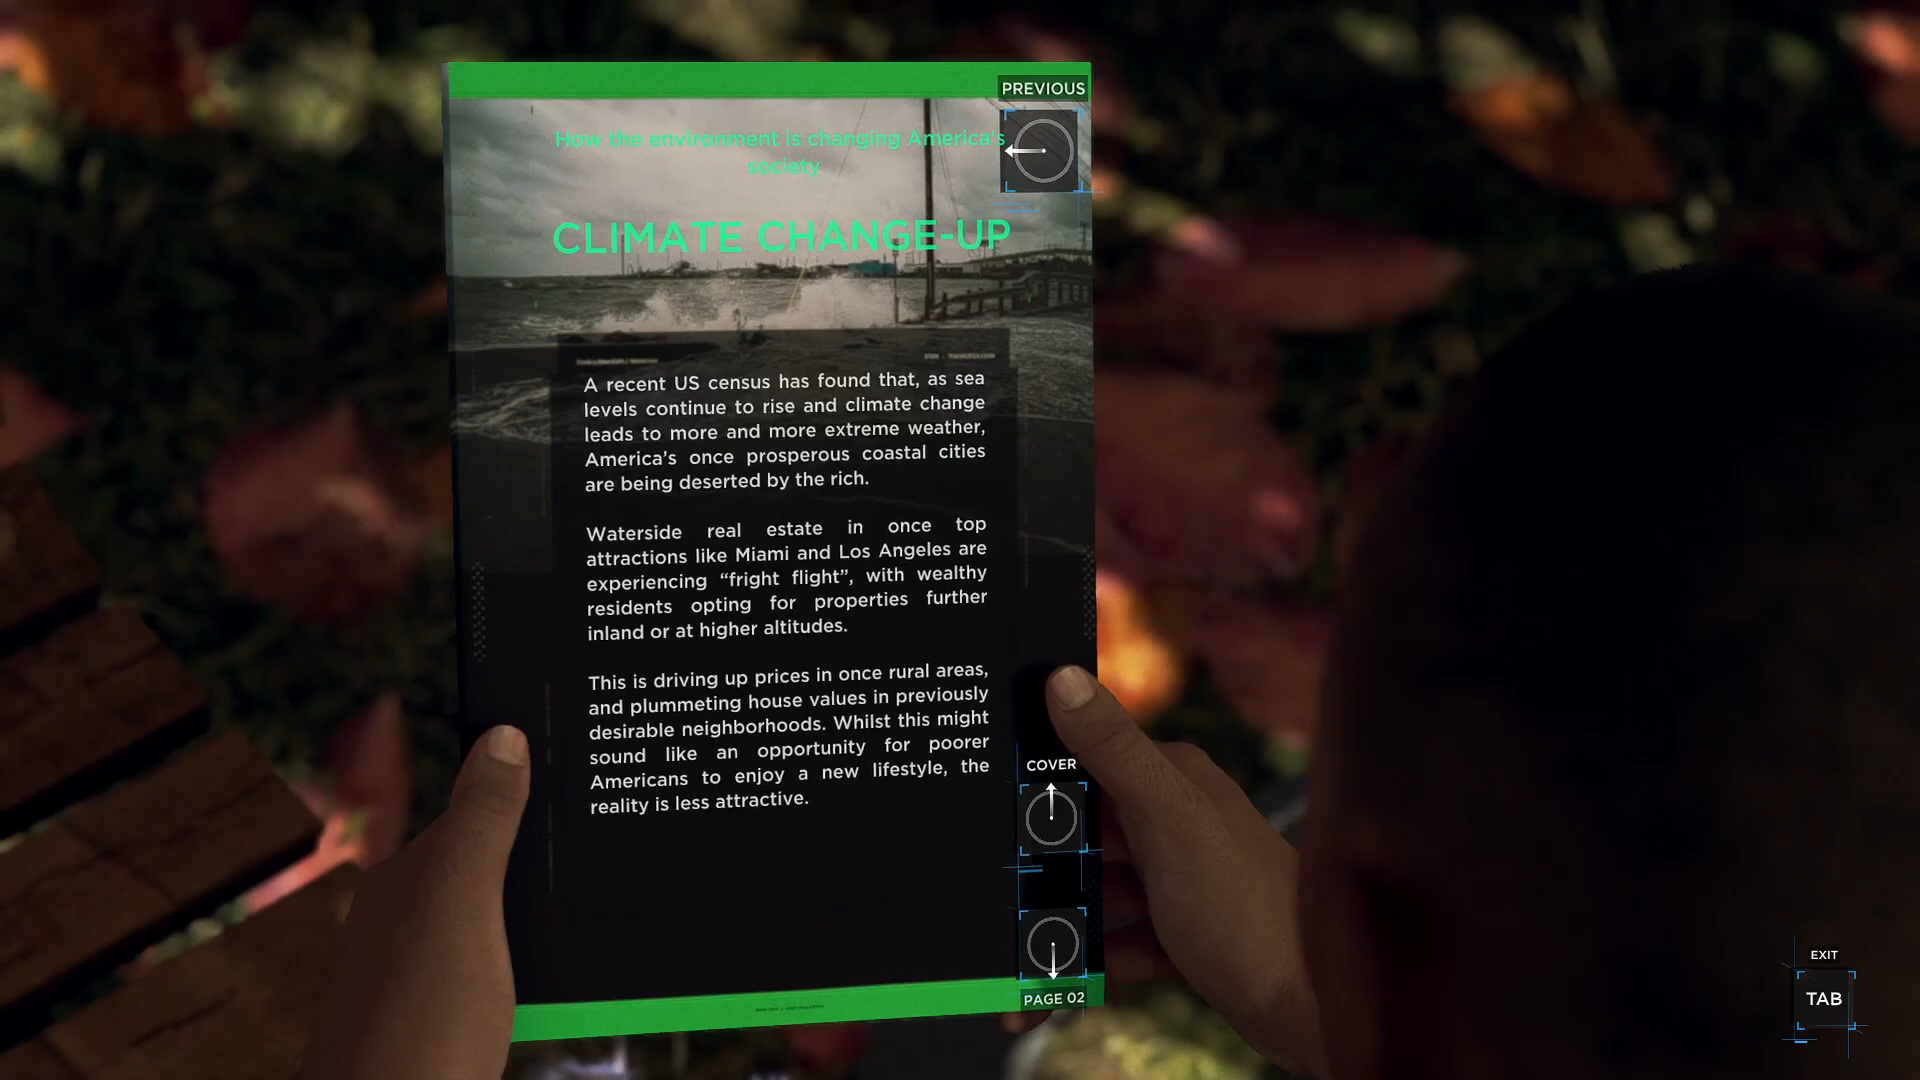 PREVIOUS
How the environment is changing America's
society
CLIMATE CHANGE-UP
A recent US census has found that, as sea
levels continue to rise and climate change
leads to more and more extreme weather,
America’s once prosperous coastal cities
are being deserted by the rich.
Waterside real estate in once top
attractions like Miami and Los Angeles are
experiencing “fright flight”, with wealthy
residents opting for properties further
inland or at higher altitudes.
This is driving up prices in once rural areas,
and plummeting house values in previously
desirable neighborhoods. Whilst this might
sound like an opportunity for poorer
Americans to enjoy a new lifestyle, the
reality is less attractive.
COVER
PAGE 02
EXIT
TAB